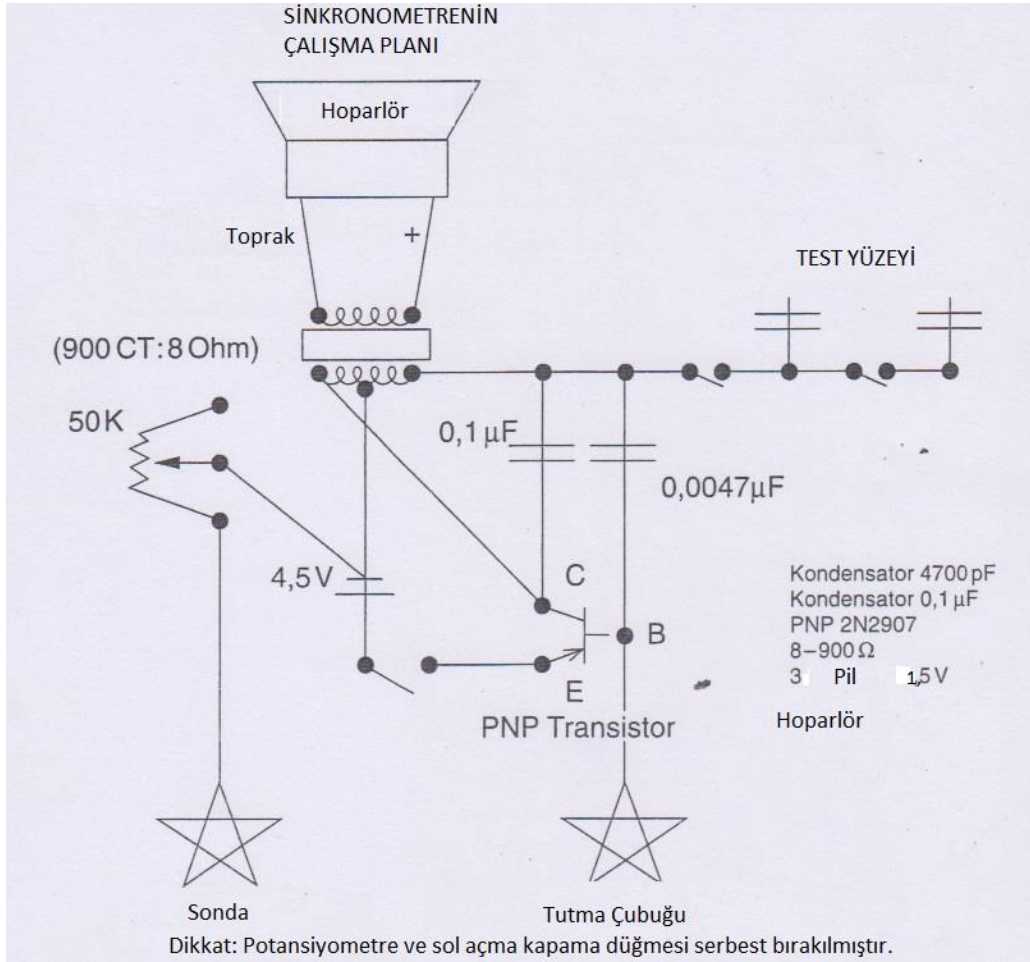 SİNKRONOMETRENİN
ÇALIŞMA PLANI
Hoparlör
Toprak
+
TEST YÜZEYİ
(900 CT:8 Ohm)
50K
0,1 µF
0,0047µF
4,5 V
C
B
E
PNP Transistor
Kondensator 4700 pF
Kondensator 0,1 µF
PNP 2N2907
8–900 Ω
3 Pil 1,5 V
Hoparlör
Sonda
Tutma Çubuğu
Dikkat: Potansiyometre ve sol açma kapama düğmesi serbest bırakılmıştır.